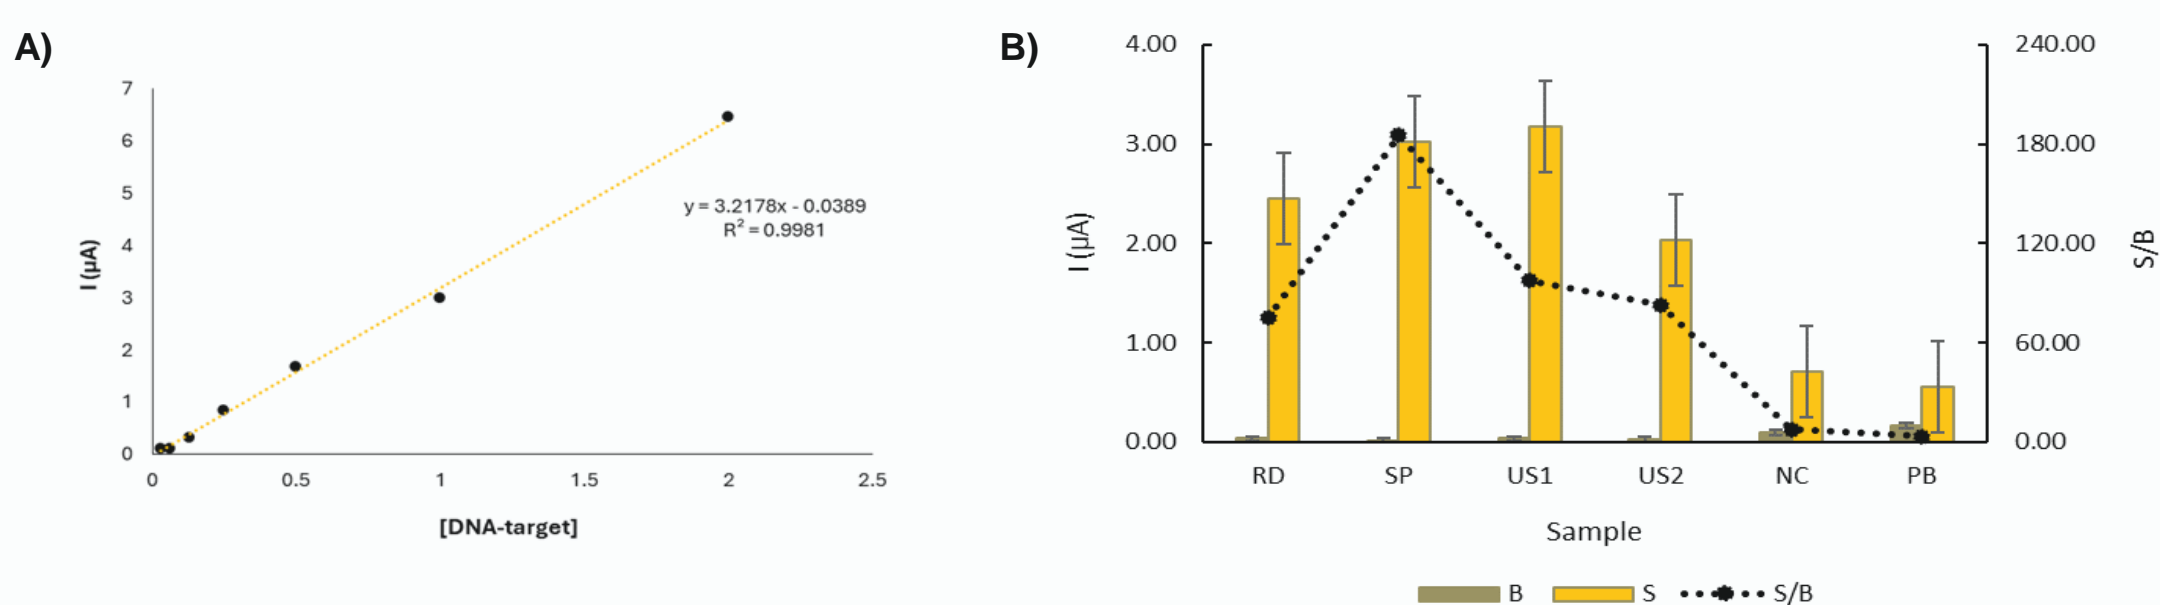 A)
7
6
5
4
3
2
1
0
I (µA)
y = 3.2178x - 0.0389
R² = 0.9981
0 0.5 1 1.5 2 2.5
[DNA-target]
B)
4.00
3.00
2.00
1.00
0.00
I (µA)
240.00
180.00
120.00
60.00
0.00
S/B
RD SP US1 US2 NC PB
Sample
B S S/B